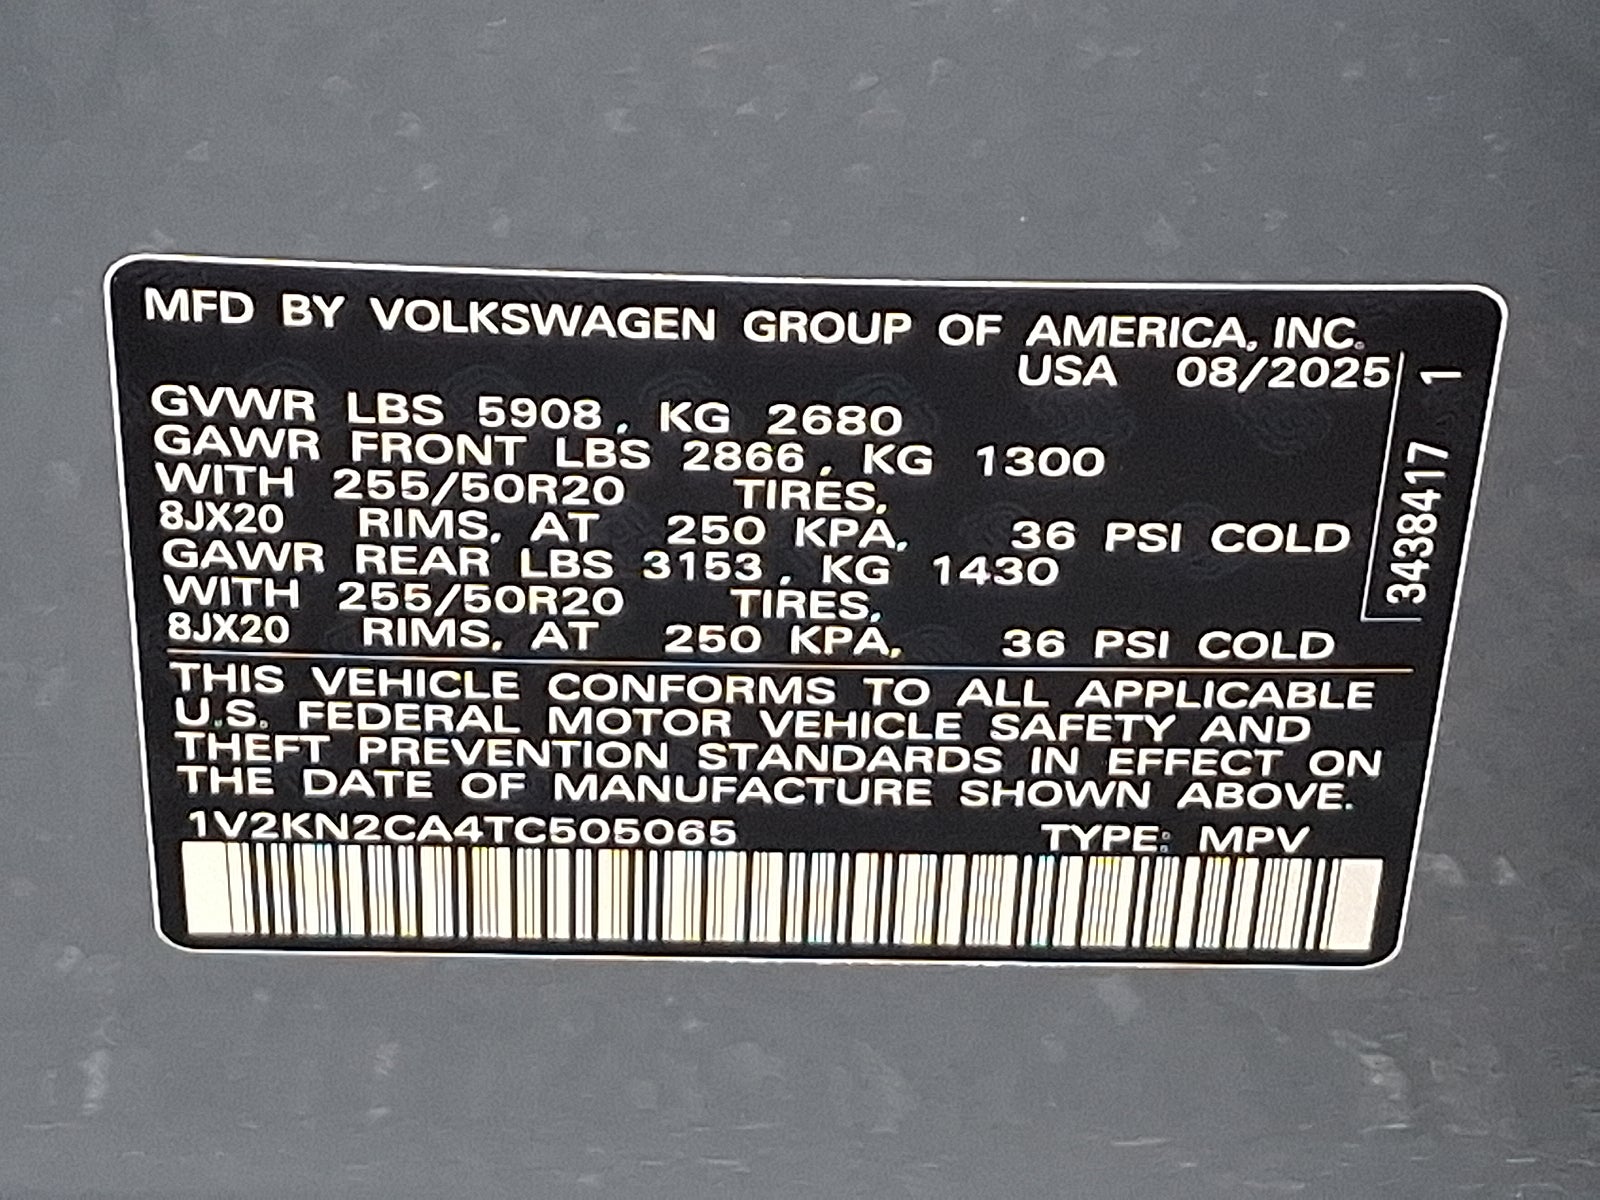 MFD BY VOLKSWAGEN GROUP OF AMERICA, INC.
USA 08/2025
GVWR LBS 5908, KG 2680
GAWR FRONT LBS 2866, KG 1300
WITH 255/50R20 TIRES,
8JX20 RIMS, AT 250 KPA, 36 PSI COLD
GAWR REAR LBS 3153, KG 1430
WITH 255/50R20 TIRES,
8JX20 RIMS, AT 250 KPA, 36 PSI COLD
THIS VEHICLE CONFORMS TO ALL APPLICABLE
U.S. FEDERAL MOTOR VEHICLE SAFETY AND
THEFT PREVENTION STANDARDS IN EFFECT ON
THE DATE OF MANUFACTURE SHOWN ABOVE.
1V2KN2CA4TC505065 TYPE: MPV
3438417 1